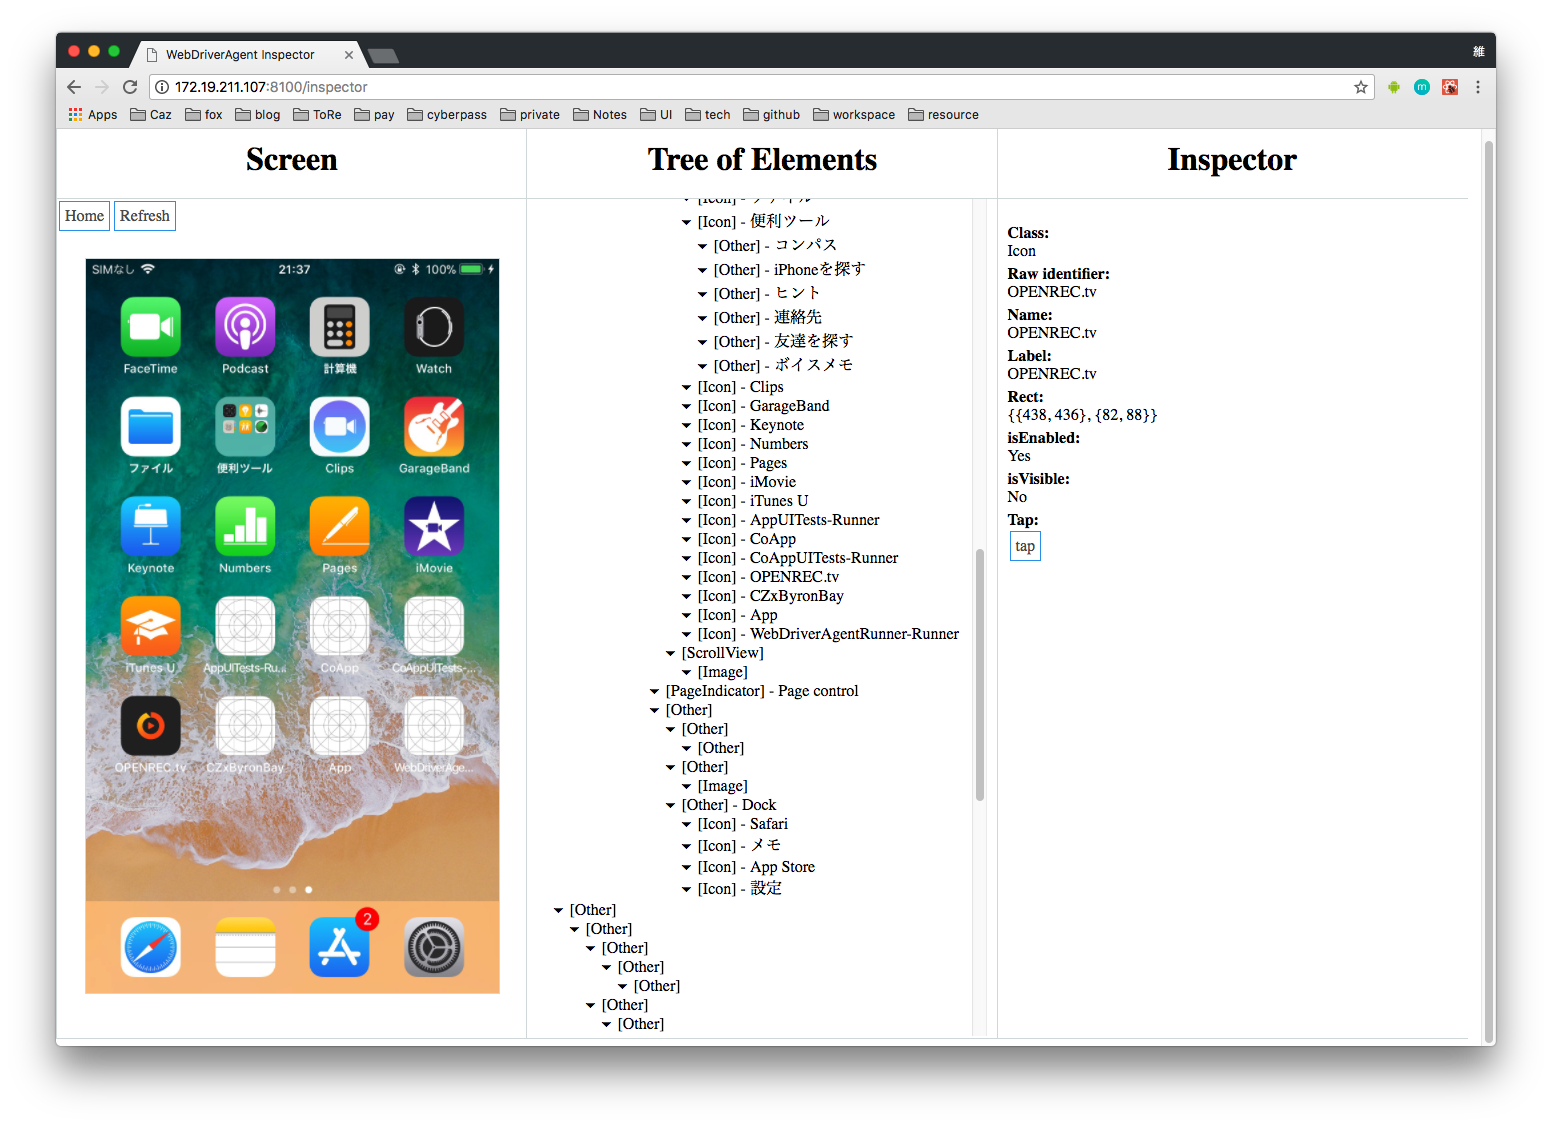 WebDriverAgent Inspector
維
172.19.211.107:8100/inspector
Apps Caz fox blog ToRe pay cyberpass private Notes UI tech github workspace resource
Screen
Tree of Elements
Inspector
Home Refresh
SIMなし 21:37 100%
FaceTime Podcast 計算機 Watch
ファイル 便利ツール Clips GarageBand
Keynote Numbers Pages iMovie
iTunes U AppUITests-Ru... CoApp CoAppUITests-...
OPENREC.tv CZxByronBay App WebDriverAge...
2
[Icon] - ファイル
[Icon] - 便利ツール
[Other] - コンパス
[Other] - iPhoneを探す
[Other] - ヒント
[Other] - 連絡先
[Other] - 友達を探す
[Other] - ボイスメモ
[Icon] - Clips
[Icon] - GarageBand
[Icon] - Keynote
[Icon] - Numbers
[Icon] - Pages
[Icon] - iMovie
[Icon] - iTunes U
[Icon] - AppUITests-Runner
[Icon] - CoApp
[Icon] - CoAppUITests-Runner
[Icon] - OPENREC.tv
[Icon] - CZxByronBay
[Icon] - App
[Icon] - WebDriverAgentRunner-Runner
[ScrollView]
[Image]
[PageIndicator] - Page control
[Other]
[Other]
[Other]
[Other]
[Image]
[Other] - Dock
[Icon] - Safari
[Icon] - メモ
[Icon] - App Store
[Icon] - 設定
[Other]
[Other]
[Other]
[Other]
[Other]
[Other]
[Other]
Class:
Icon
Raw identifier:
OPENREC.tv
Name:
OPENREC.tv
Label:
OPENREC.tv
Rect:
{{438, 436}, {82, 88}}
isEnabled:
Yes
isVisible:
No
Tap:
tap